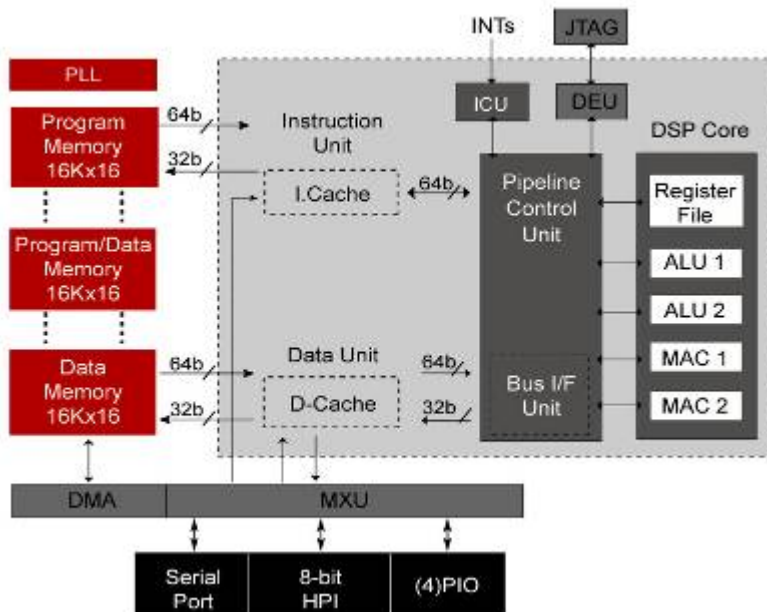 INTs
JTAG
PLL
ICU
DEU
Program
Memory
16Kx16
64b
32b
Instruction
Unit
I.Cache
64b
Pipeline
Control
Unit
DSP Core
Register
File
Program/Data
Memory
16Kx16
ALU 1
ALU 2
Data
Memory
16Kx16
64b
32b
Data Unit
D-Cache
64b
32b
Bus I/F
Unit
MAC 1
MAC 2
DMA
MXU
Serial
Port
8-bit
HPI
(4)PIO